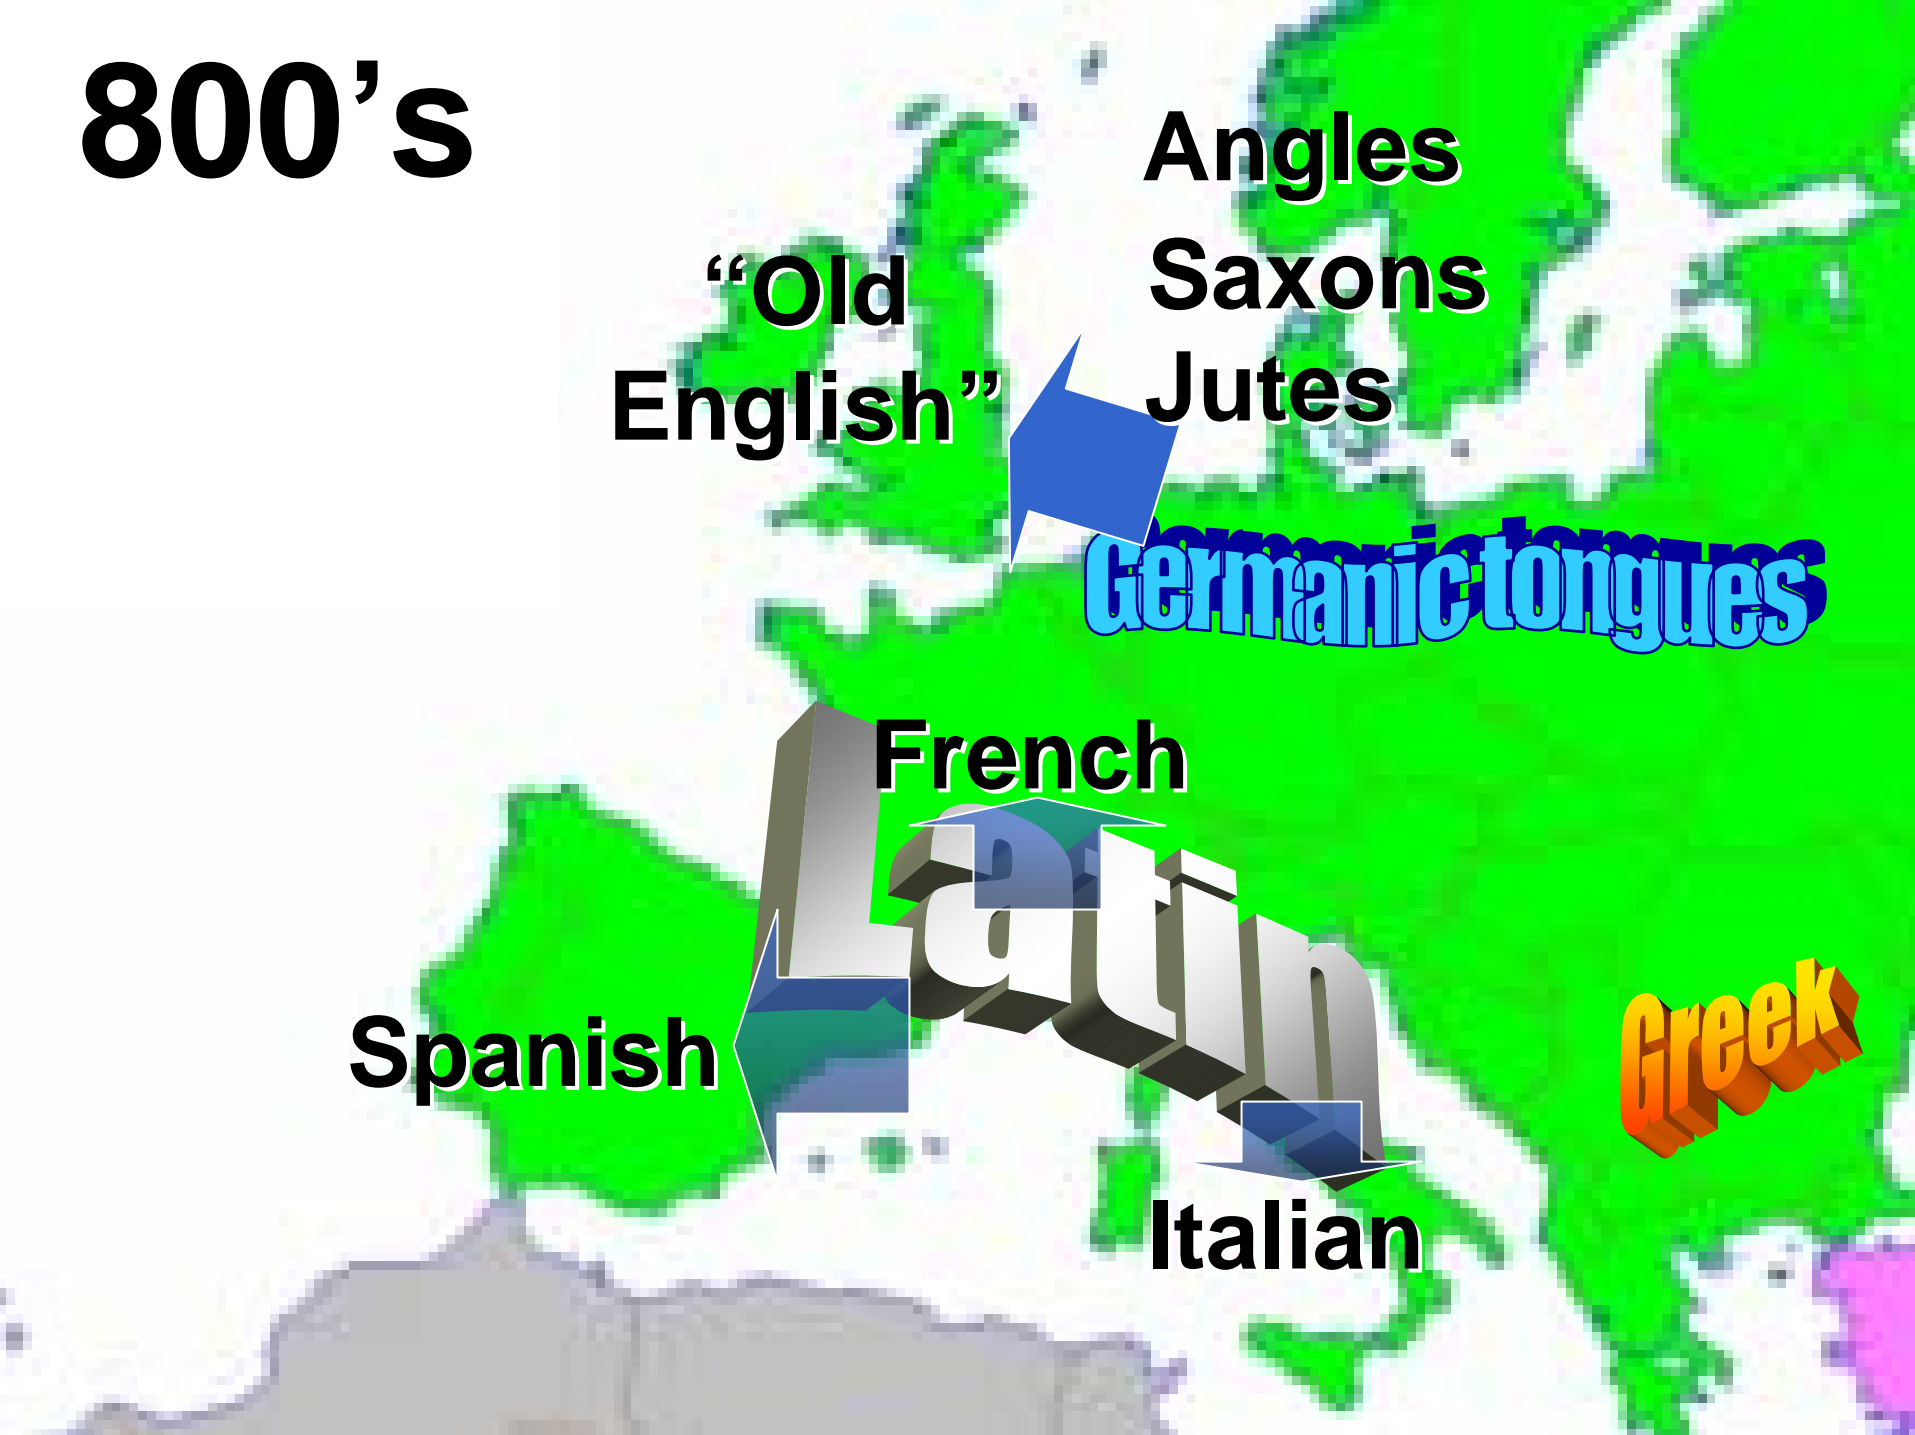 800’s
Angles
Saxons
Jutes
“Old
English”
Germanic tongues
French
Latin
Spanish
Greek
Italian